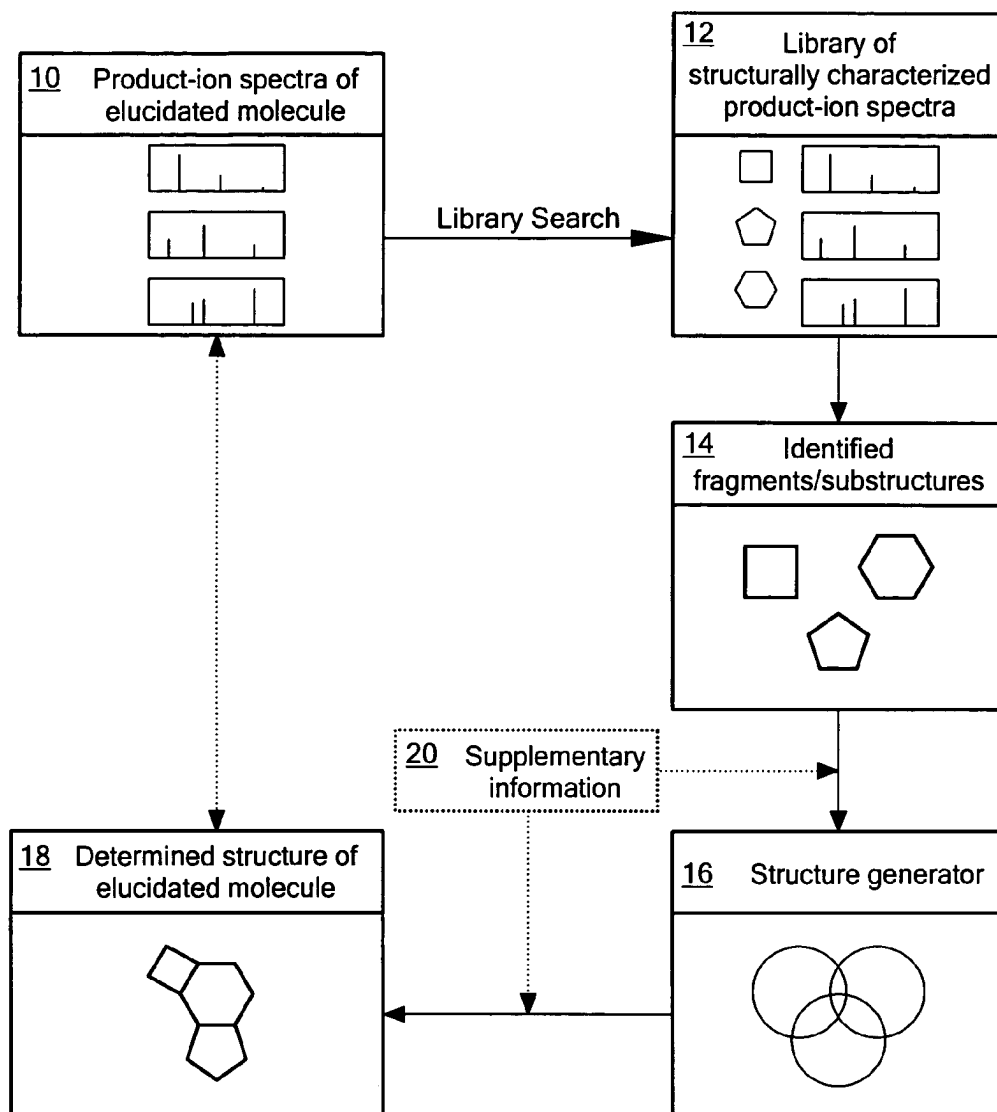 10 Product-ion spectra of
elucidated molecule
Library Search
12 Library of
structurally characterized
product-ion spectra
14 Identified
fragments/substructures
20 Supplementary
information
18 Determined structure of
elucidated molecule
16 Structure generator